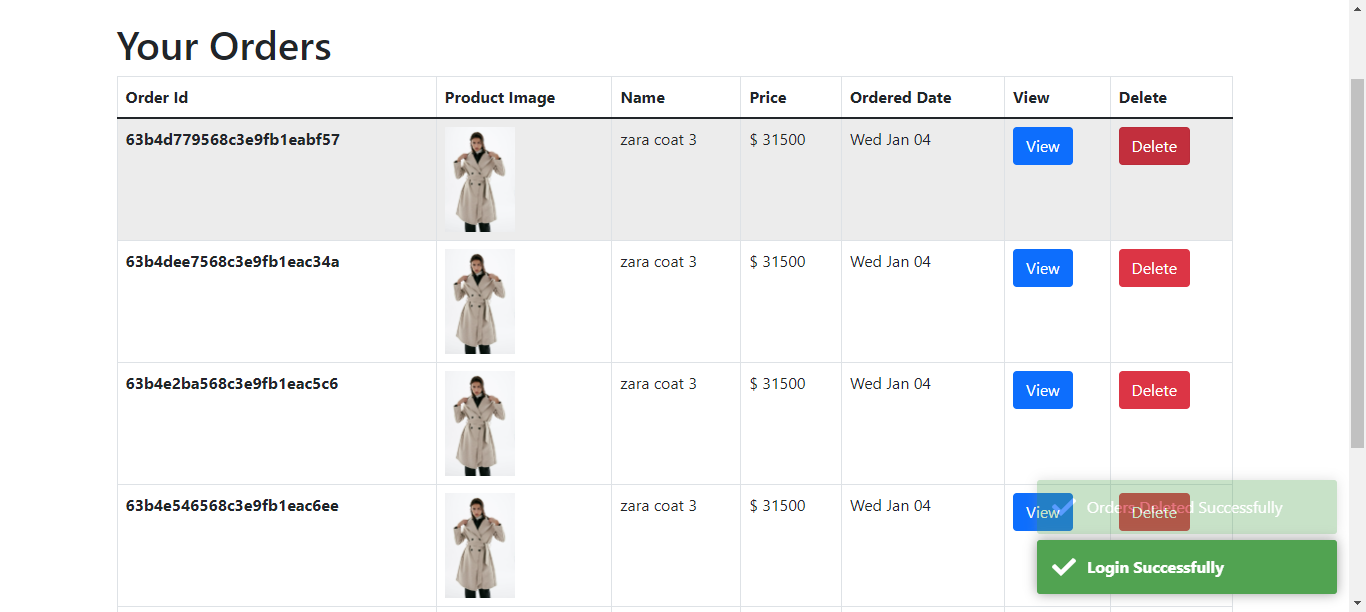 Your Orders
Order Id Product Image Name Price Ordered Date View Delete
63b4d779568c3e9fb1eabf57 zara coat 3 $ 31500 Wed Jan 04 View Delete
63b4dee7568c3e9fb1eac34a zara coat 3 $ 31500 Wed Jan 04 View Delete
63b4e2ba568c3e9fb1eac5c6 zara coat 3 $ 31500 Wed Jan 04 View Delete
63b4e546568c3e9fb1eac6ee zara coat 3 $ 31500 Wed Jan 04 View Delete
Orders Deleted Successfully
Login Successfully